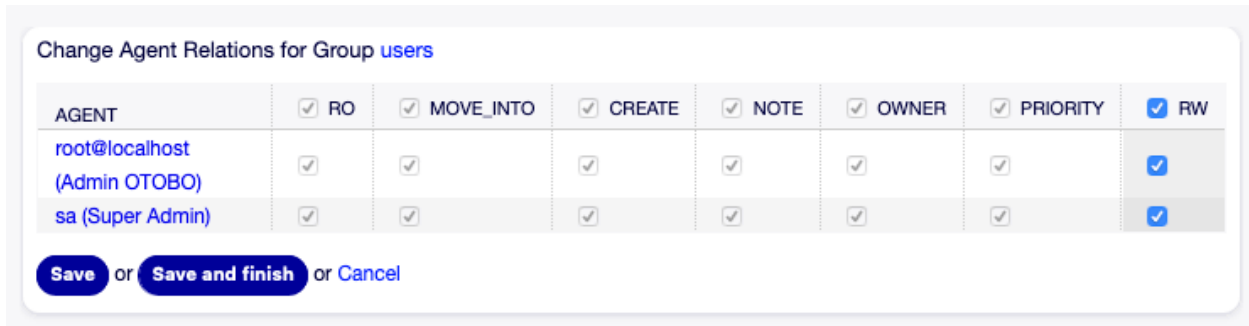 Change Agent Relations for Group users
AGENT RO MOVE_INTO CREATE NOTE OWNER PRIORITY RW
root@localhost
(Admin OTOBO)
sa (Super Admin)
Save or Save and finish or Cancel